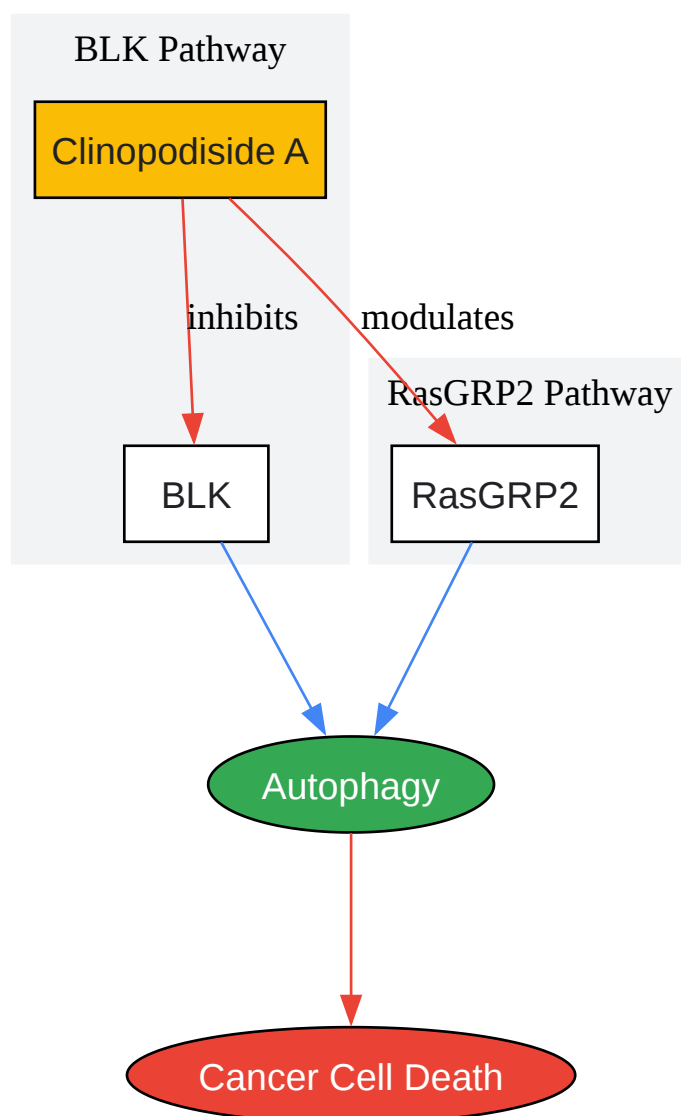 BLK Pathway
Clinopodiside A
inhibits
modulates
RasGRP2 Pathway
BLK
RasGRP2
Autophagy
Cancer Cell Death